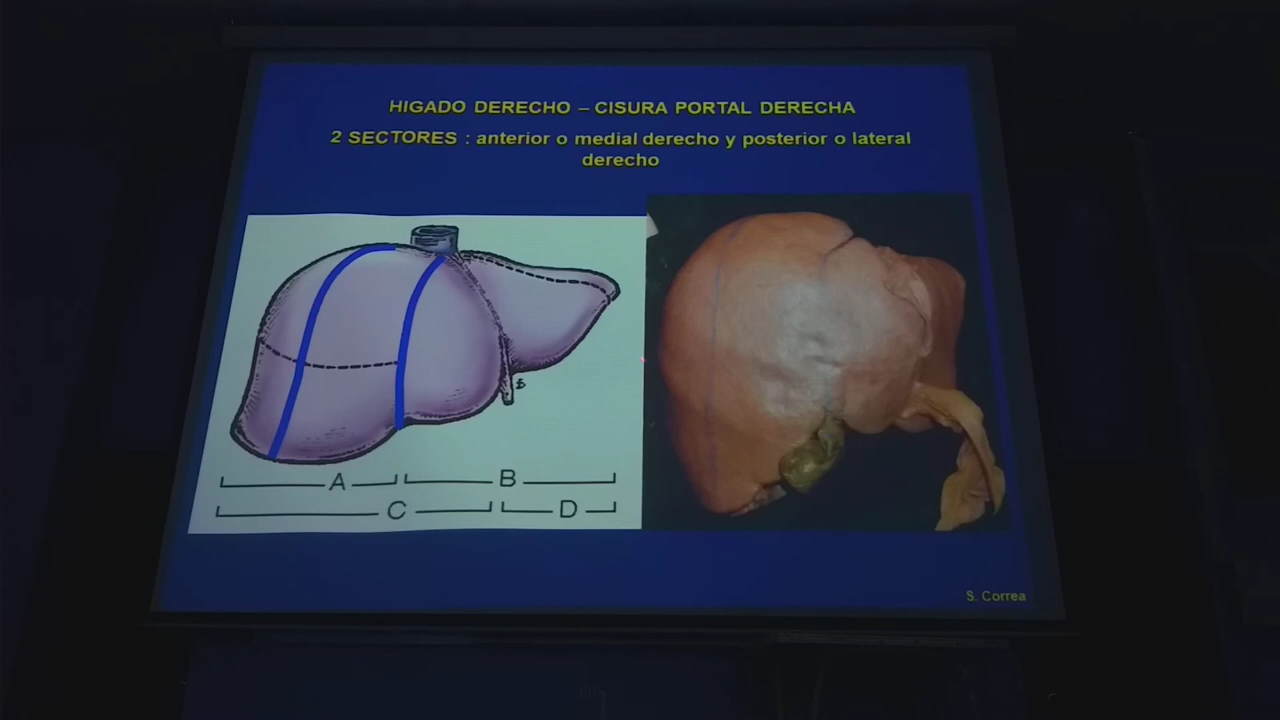 HIGADO DERECHO – CISURA PORTAL DERECHA
2 SECTORES : anterior o medial derecho y posterior o lateral
derecho
A
B
C
D
S. Correa